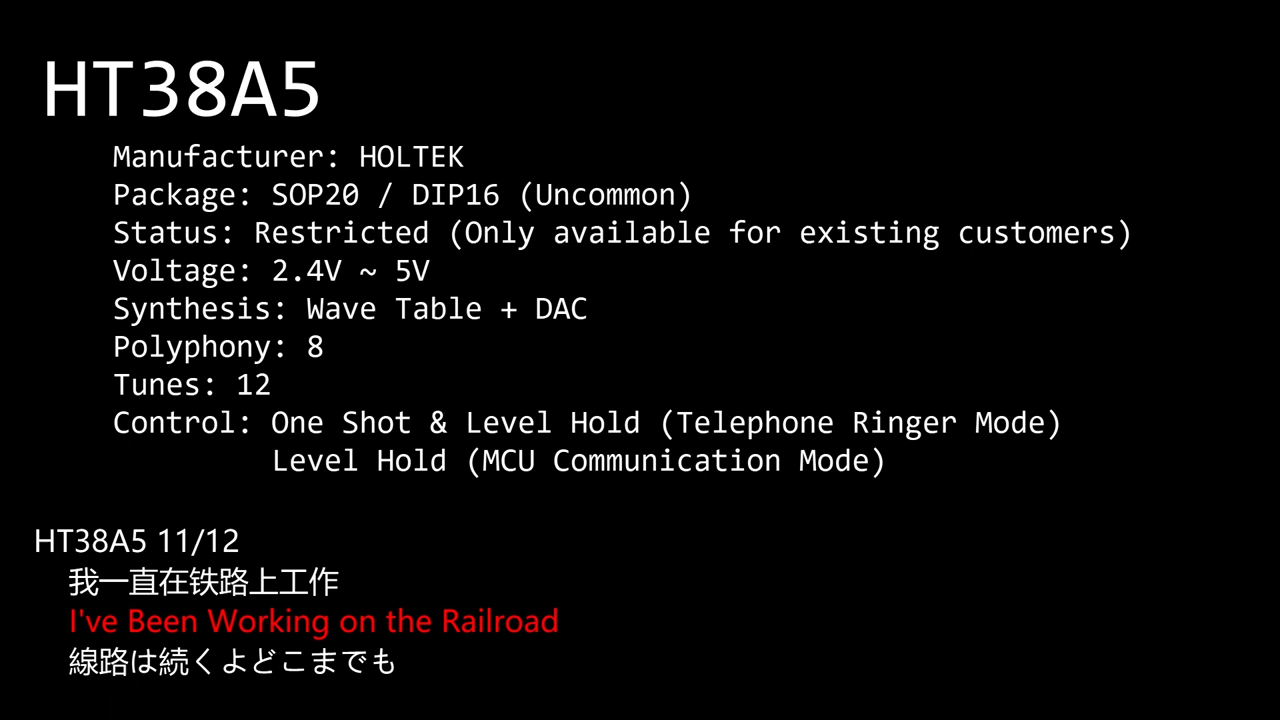 HT38A5
Manufacturer: HOLTEK
Package: SOP20 / DIP16 (Uncommon)
Status: Restricted (Only available for existing customers)
Voltage: 2.4V ~ 5V
Synthesis: Wave Table + DAC
Polyphony: 8
Tunes: 12
Control: One Shot & Level Hold (Telephone Ringer Mode)
Level Hold (MCU Communication Mode)
HT38A5 11/12
我一直在铁路上工作
I've Been Working on the Railroad
線路は続くよどこまでも